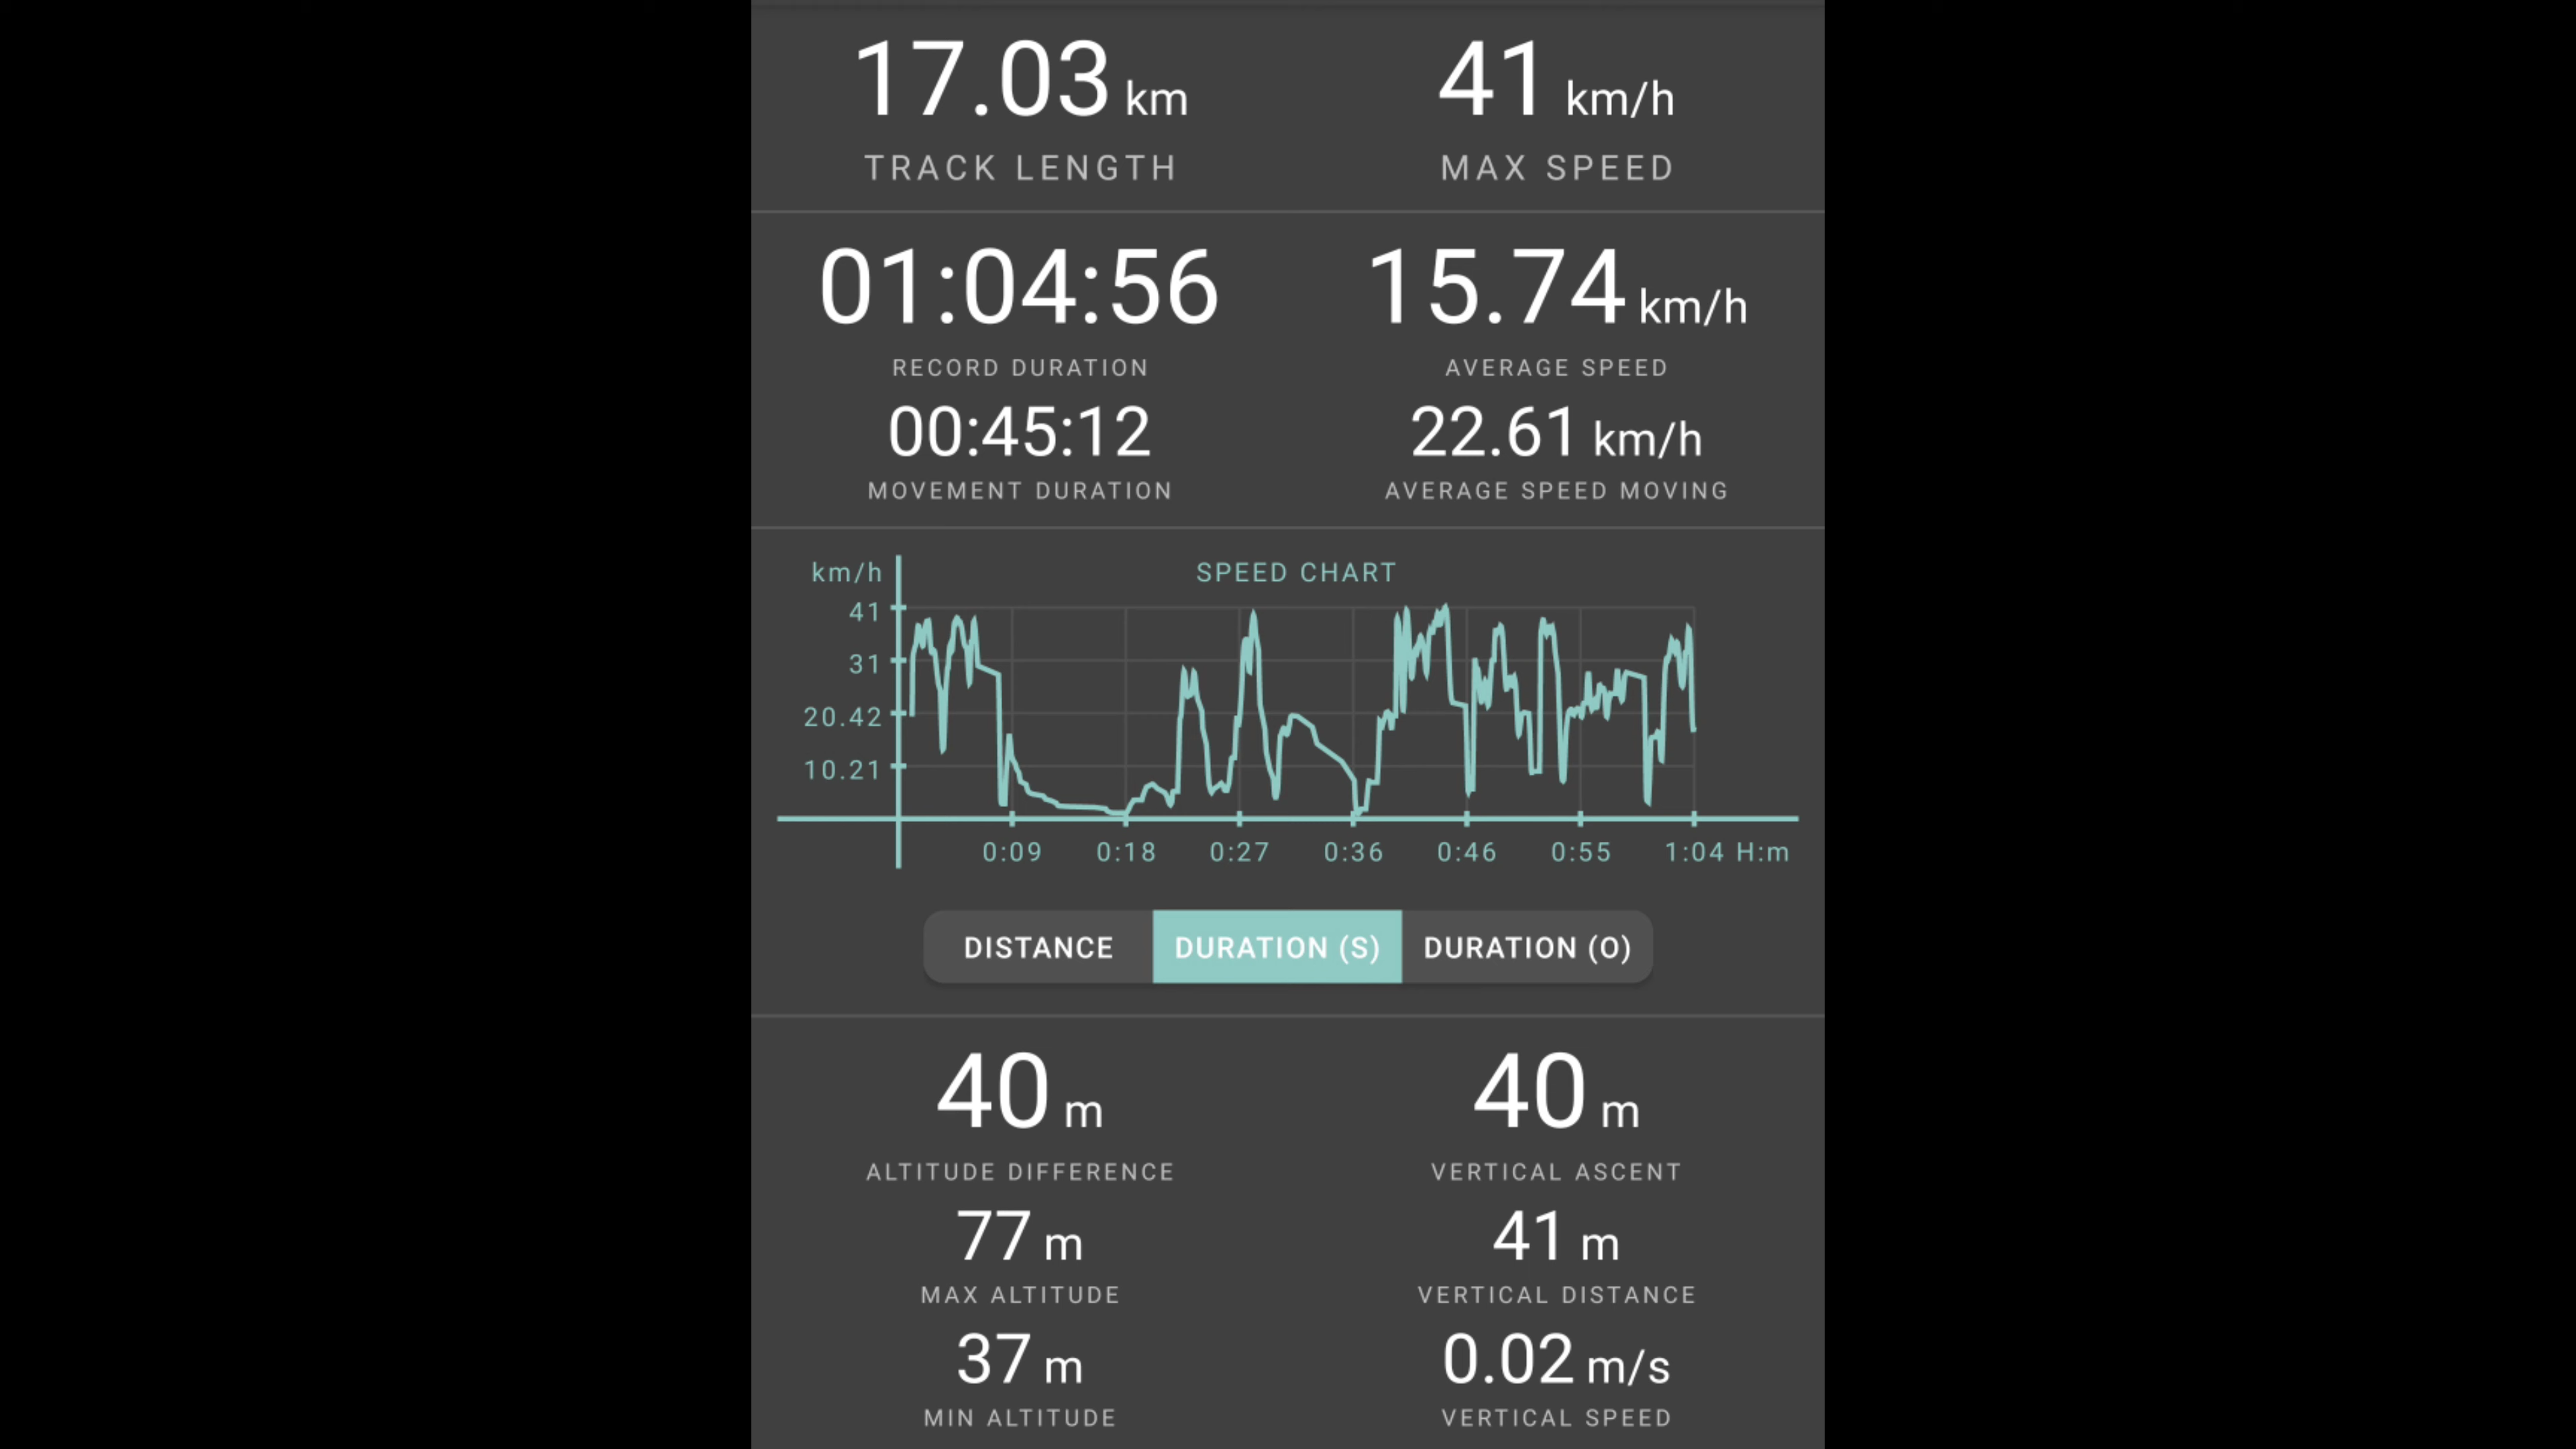 17.03 km 41 km/h
TRACK LENGTH MAX SPEED
01:04:56 15.74 km/h
RECORD DURATION AVERAGE SPEED
00:45:12 22.61 km/h
MOVEMENT DURATION AVERAGE SPEED MOVING
km/h SPEED CHART
41
31
20.42
10.21
0:09 0:18 0:27 0:36 0:46 0:55 1:04 H:m
DISTANCE DURATION (S) DURATION (O)
40 m 40 m
ALTITUDE DIFFERENCE VERTICAL ASCENT
77 m 41 m
MAX ALTITUDE VERTICAL DISTANCE
37 m 0.02 m/s
MIN ALTITUDE VERTICAL SPEED